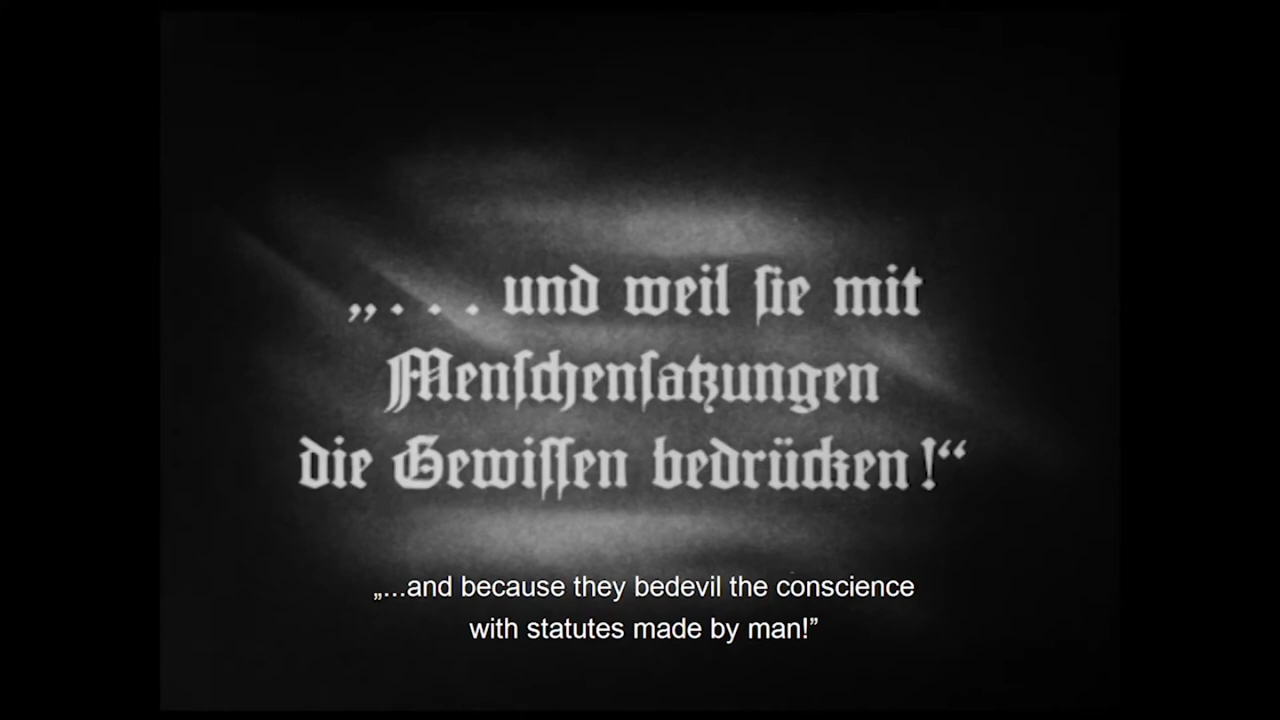 „. . . und weil ſie mit
Menſchenſatzungen
die Gewiſſen bedrücken!“
„...and because they bedevil the conscience
with statutes made by man!”